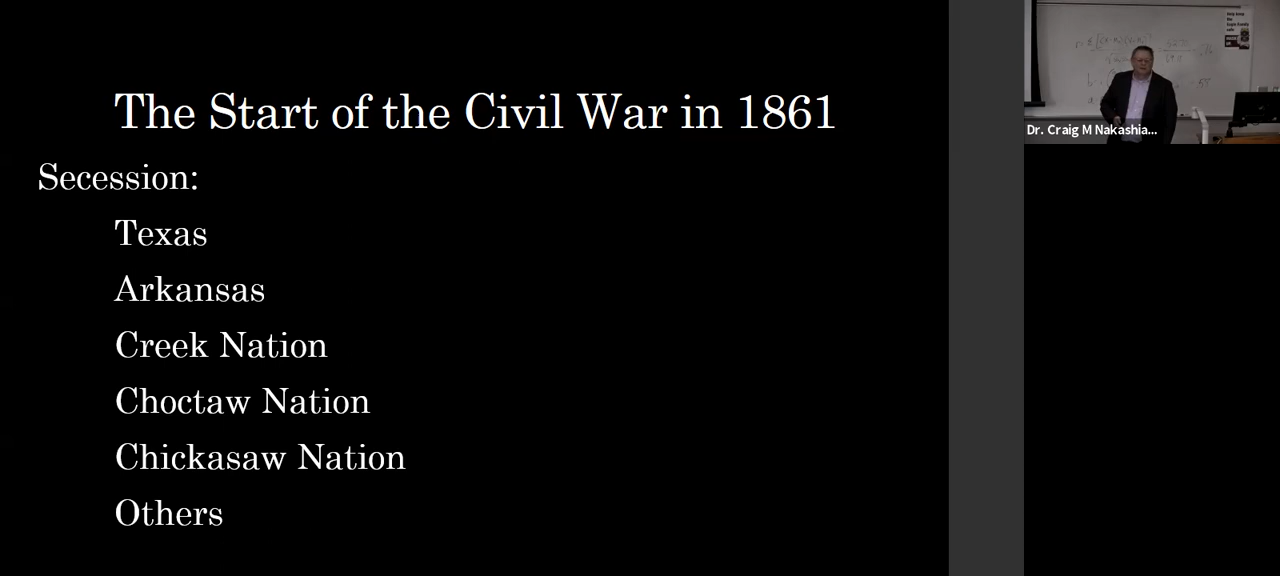 The Start of the Civil War in 1861
Secession:
Texas
Arkansas
Creek Nation
Choctaw Nation
Chickasaw Nation
Others
Dr. Craig M Nakashia...